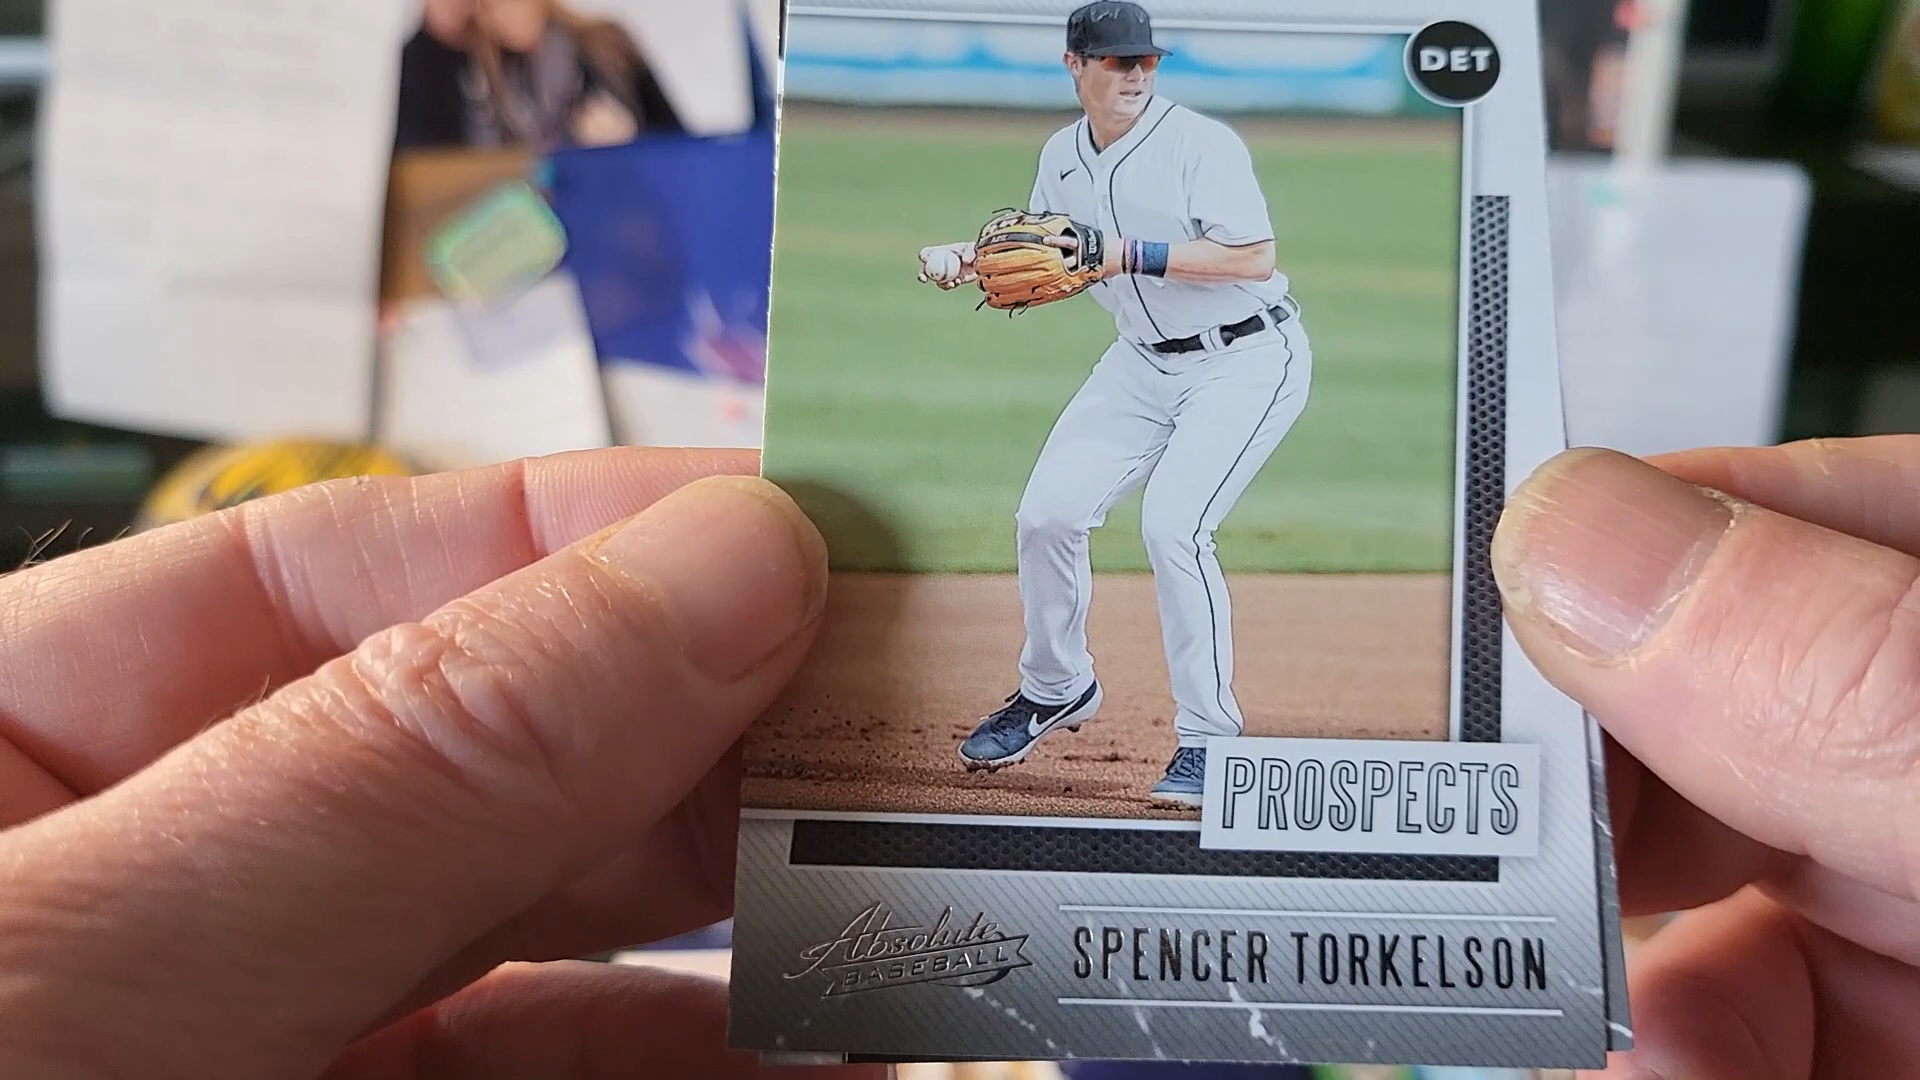 DET
PROSPECTS
Absolute
BASEBALL
SPENCER TORKELSON